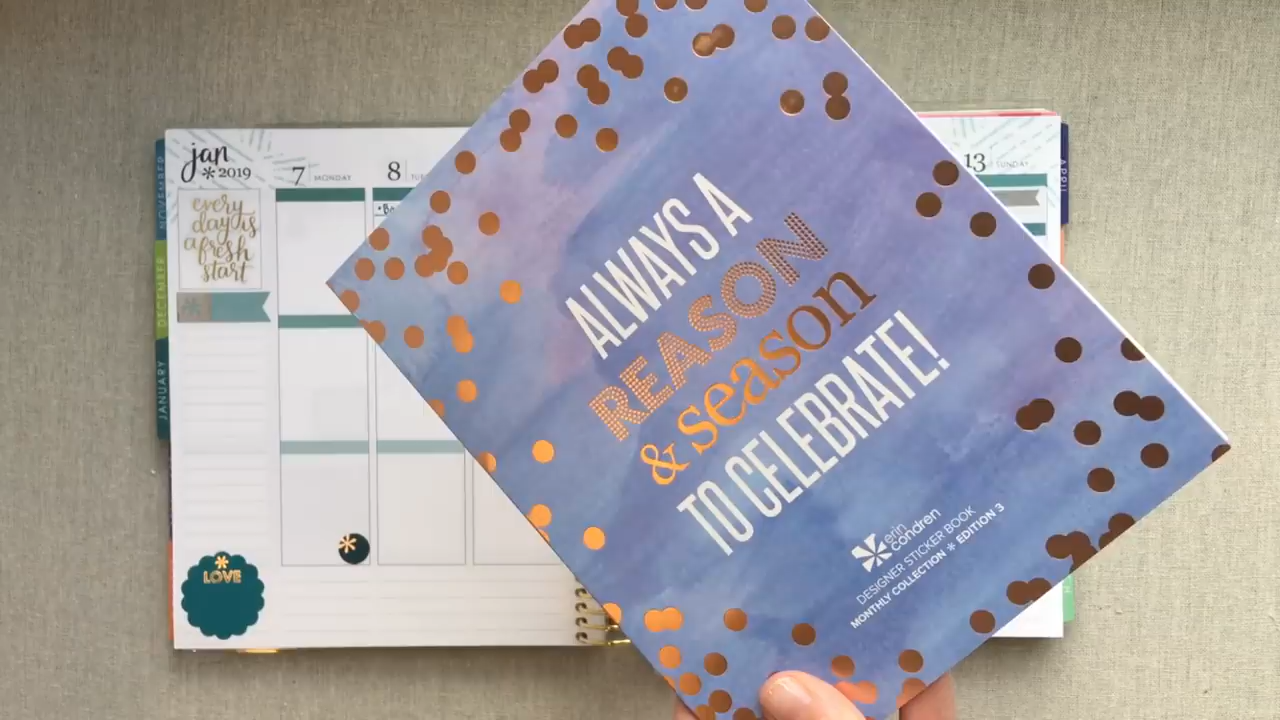 jan
*2019
every
day is
a fresh
start
7 MONDAY
8
13 SUNDAY
NOVEMBER
DECEMBER
JANUARY
APRIL
LOVE
ALWAYS A
REASON
& season
TO CELEBRATE!
erin
condren
DESIGNER STICKER BOOK
MONTHLY COLLECTION * EDITION 3